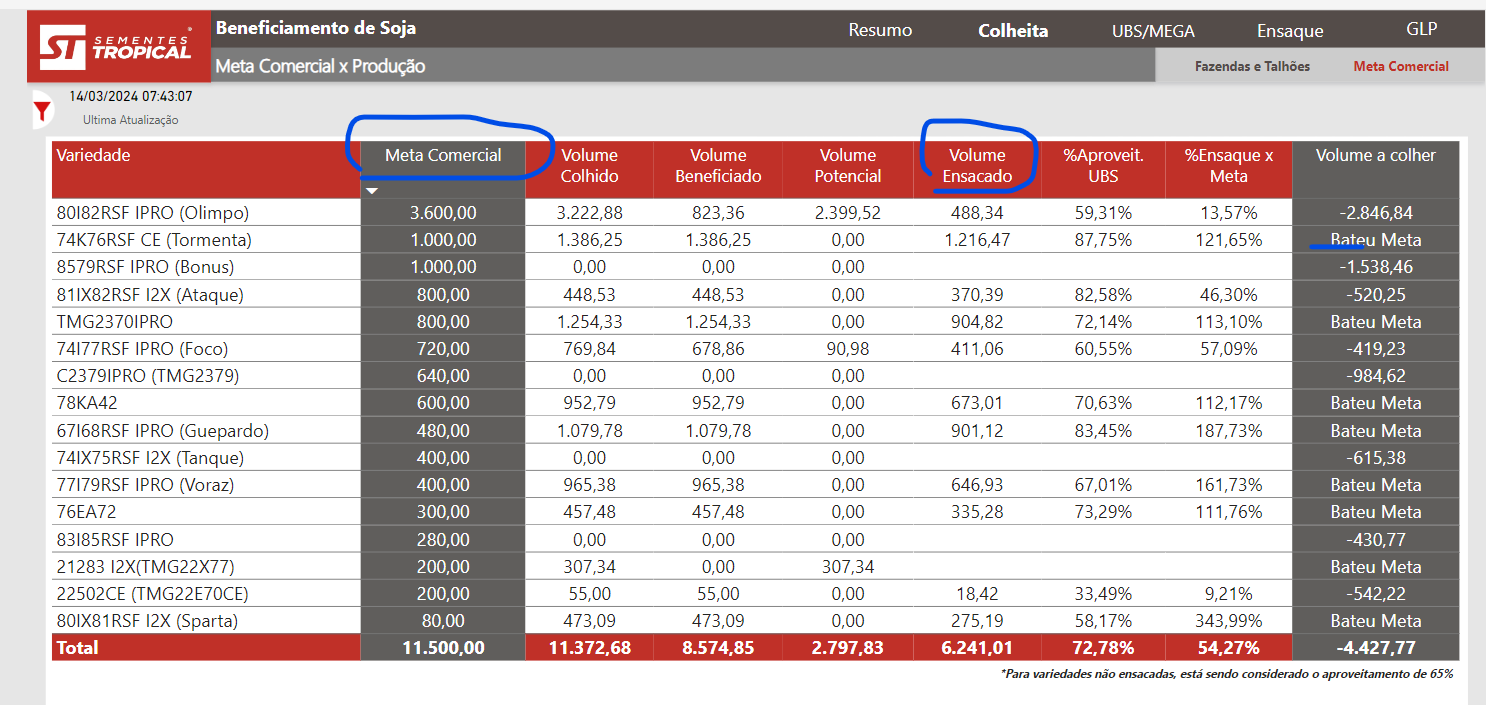 ST SEMENTES TROPICAL
Beneficiamento de Soja Resumo Colheita UBS/MEGA Ensaque GLP
Meta Comercial x Produção Fazendas e Talhões Meta Comercial
14/03/2024 07:43:07
Ultima Atualização
Variedade Meta Comercial Volume Colhido Volume Beneficiado Volume Potencial Volume Ensacado %Aproveit. UBS %Ensaque x Meta Volume a colher
80I82RSF IPRO (Olimpo) 3.600,00 3.222,88 823,36 2.399,52 488,34 59,31% 13,57% -2.846,84
74K76RSF CE (Tormenta) 1.000,00 1.386,25 1.386,25 0,00 1.216,47 87,75% 121,65% Bateu Meta
8579RSF IPRO (Bonus) 1.000,00 0,00 0,00 0,00 -1.538,46
81IX82RSF I2X (Ataque) 800,00 448,53 448,53 0,00 370,39 82,58% 46,30% -520,25
TMG2370IPRO 800,00 1.254,33 1.254,33 0,00 904,82 72,14% 113,10% Bateu Meta
74I77RSF IPRO (Foco) 720,00 769,84 678,86 90,98 411,06 60,55% 57,09% -419,23
C2379IPRO (TMG2379) 640,00 0,00 0,00 0,00 -984,62
78KA42 600,00 952,79 952,79 0,00 673,01 70,63% 112,17% Bateu Meta
67I68RSF IPRO (Guepardo) 480,00 1.079,78 1.079,78 0,00 901,12 83,45% 187,73% Bateu Meta
74IX75RSF I2X (Tanque) 400,00 0,00 0,00 0,00 -615,38
77I79RSF IPRO (Voraz) 400,00 965,38 965,38 0,00 646,93 67,01% 161,73% Bateu Meta
76EA72 300,00 457,48 457,48 0,00 335,28 73,29% 111,76% Bateu Meta
83I85RSF IPRO 280,00 0,00 0,00 0,00 -430,77
21283 I2X(TMG22X77) 200,00 307,34 0,00 307,34 Bateu Meta
22502CE (TMG22E70CE) 200,00 55,00 55,00 0,00 18,42 33,49% 9,21% -542,22
80IX81RSF I2X (Sparta) 80,00 473,09 473,09 0,00 275,19 58,17% 343,99% Bateu Meta
Total 11.500,00 11.372,68 8.574,85 2.797,83 6.241,01 72,78% 54,27% -4.427,77
*Para variedades não ensacadas, está sendo considerado o aproveitamento de 65%